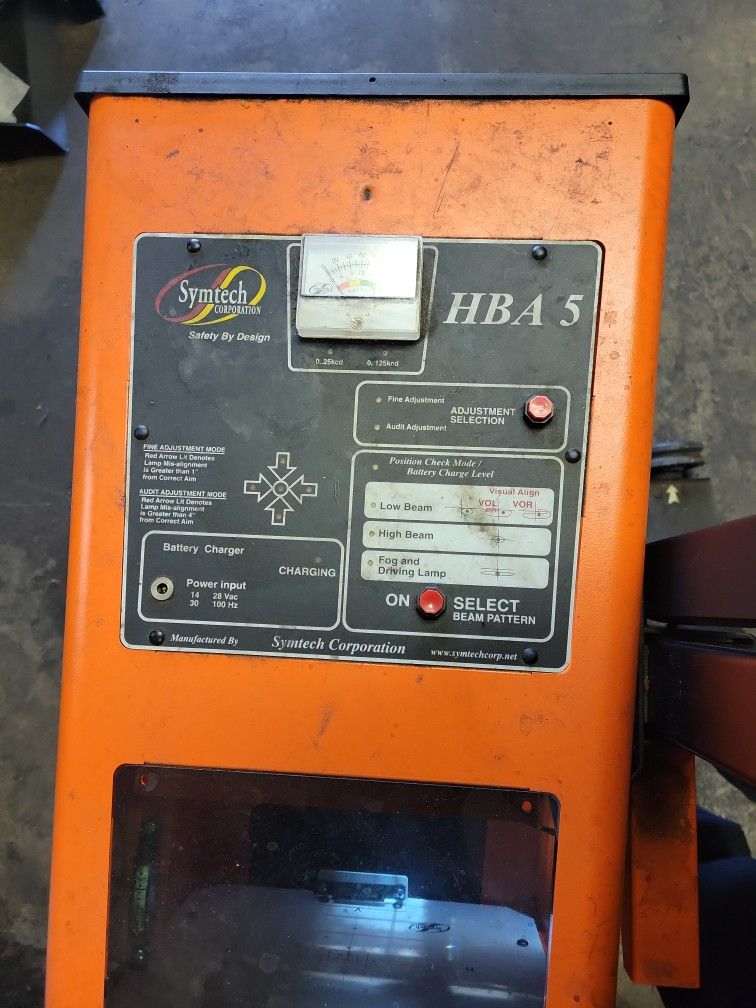 Symtech
CORPORATION
Safety By Design
HBA 5
0..25kcd 0..125kcd
Fine Adjustment
Audit Adjustment
ADJUSTMENT
SELECTION
FINE ADJUSTMENT MODE
Red Arrow Lit Denotes
Lamp Mis-alignment
is Greater than 1"
from Correct Aim
AUDIT ADJUSTMENT MODE
Red Arrow Lit Denotes
Lamp Mis-alignment
is Greater than 4"
from Correct Aim
Position Check Mode /
Battery Charge Level
Visual Align
Low Beam VOL VOR
High Beam
Fog and
Driving Lamp
ON SELECT
BEAM PATTERN
Battery Charger
CHARGING
Power input
14 28 Vac
30 100 Hz
Manufactured By Symtech Corporation www.symtechcorp.net